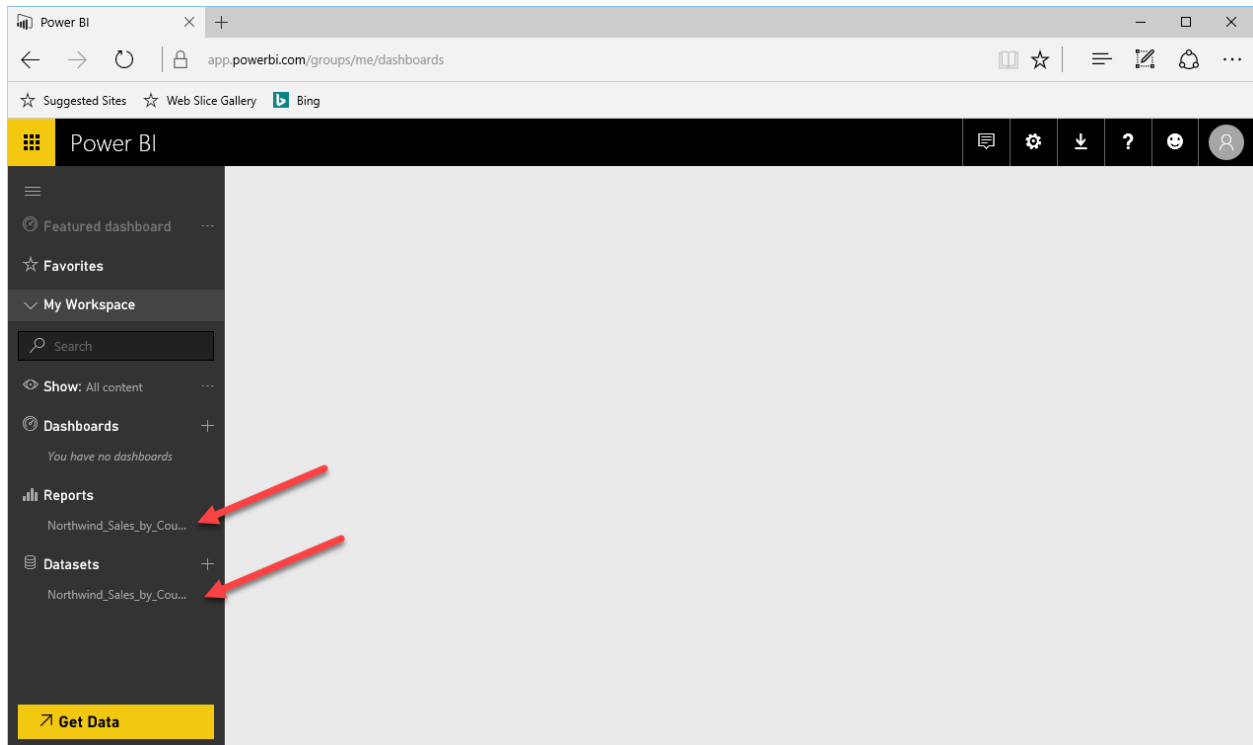 Power BI
app.powerbi.com/groups/me/dashboards
Suggested Sites Web Slice Gallery Bing
Power BI ?
Featured dashboard ...
Favorites
My Workspace
Search
Show: All content ...
Dashboards +
You have no dashboards
Reports
Northwind_Sales_by_Cou...
Datasets +
Northwind_Sales_by_Cou...
Get Data